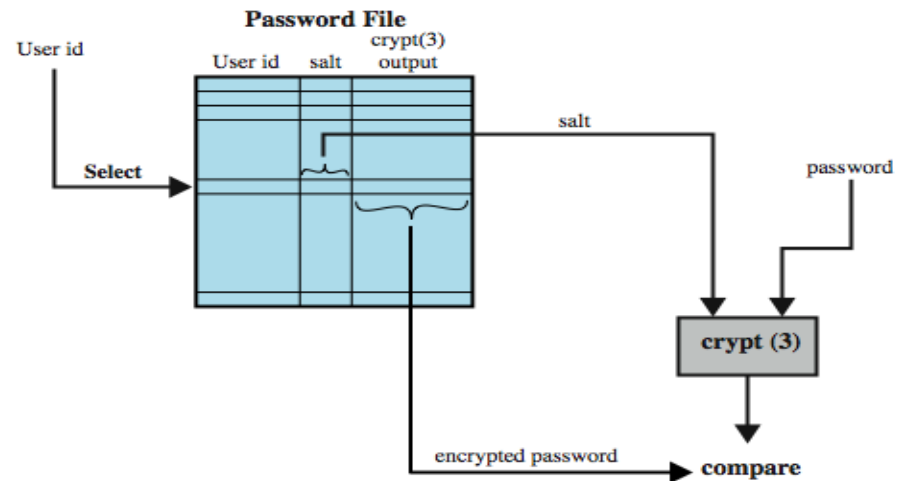 Password File
User id
User id salt crypt(3) output
salt
Select
password
crypt (3)
encrypted password
compare